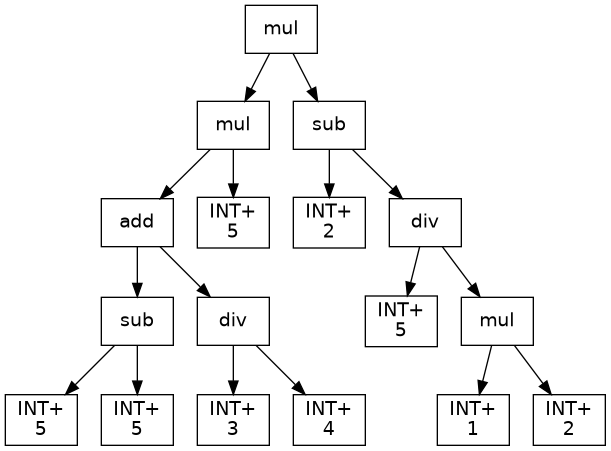 mul
mul
sub
add
INT+
5
INT+
2
div
sub
div
INT+
5
mul
INT+
5
INT+
5
INT+
3
INT+
4
INT+
1
INT+
2